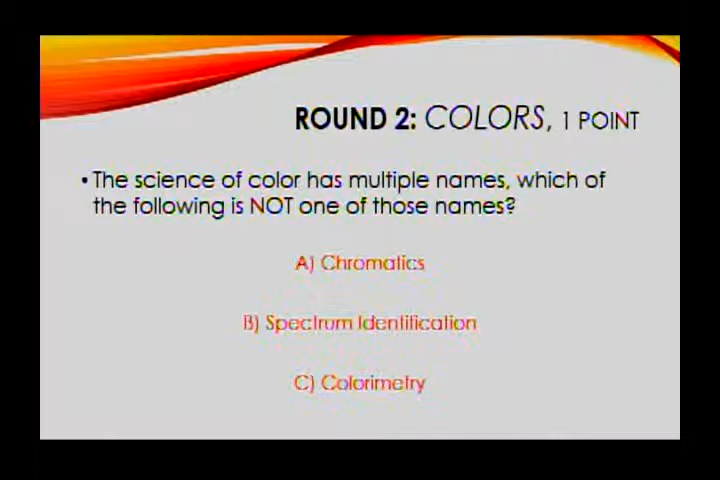 ROUND 2: COLORS, 1 POINT
• The science of color has multiple names, which of
the following is NOT one of those names?
A) Chromatics
B) Spectrum Identification
C) Colorimetry